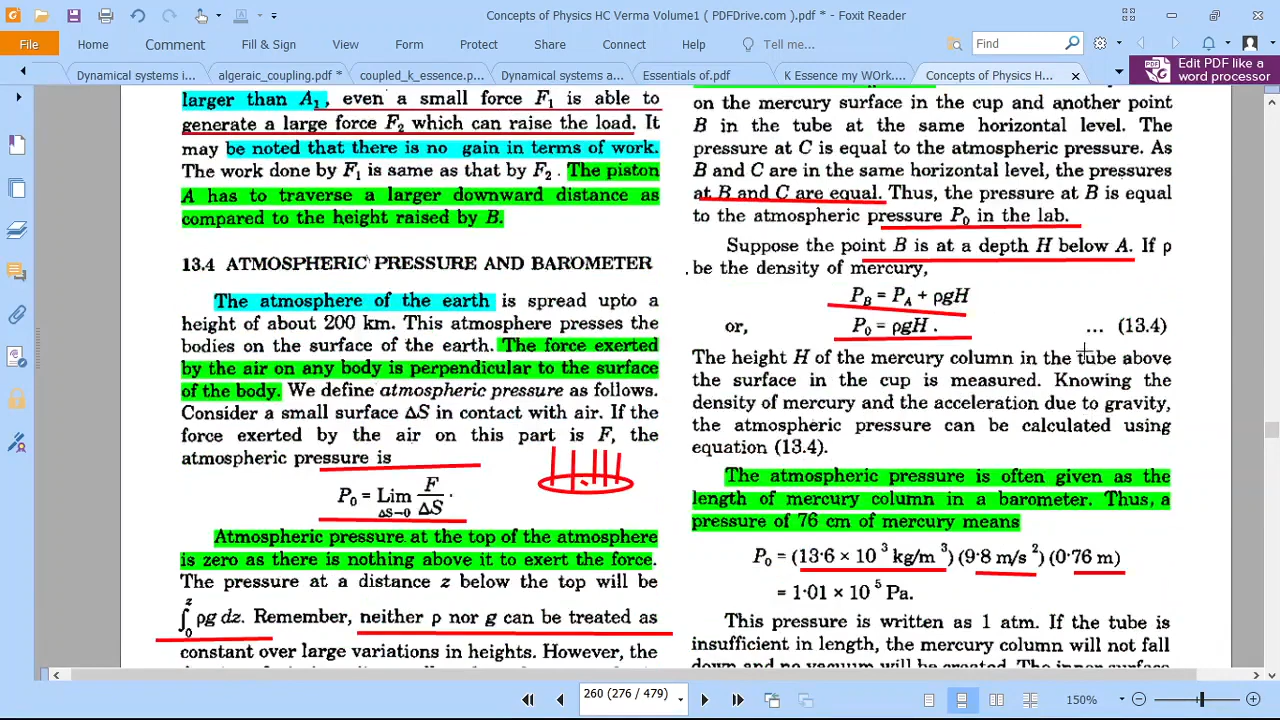 Concepts of Physics HC Verma Volume1 ( PDFDrive.com ).pdf * - Foxit Reader
File Home Comment Fill & Sign View Form Protect Share Connect Help Tell me... Find
Dynamical systems i... algeraic_coupling.pdf * coupled_k_essence.p... Dynamical systems a... Essentials of.pdf K Essence my WOrk.... Concepts of Physics H...
Edit PDF like a
word processor
larger than A₁, even a small force F₁ is able to
generate a large force F₂ which can raise the load. It
may be noted that there is no gain in terms of work.
The work done by F₁ is same as that by F₂ . The piston
A has to traverse a larger downward distance as
compared to the height raised by B.
13.4 ATMOSPHERIC PRESSURE AND BAROMETER
The atmosphere of the earth is spread upto a
height of about 200 km. This atmosphere presses the
bodies on the surface of the earth. The force exerted
by the air on any body is perpendicular to the surface
of the body. We define atmospheric pressure as follows.
Consider a small surface ΔS in contact with air. If the
force exerted by the air on this part is F, the
atmospheric pressure is
P₀ = Lim F
ΔS→0 ΔS .
Atmospheric pressure at the top of the atmosphere
is zero as there is nothing above it to exert the force.
The pressure at a distance z below the top will be
∫₀ᶻ ρg dz. Remember, neither ρ nor g can be treated as
constant over large variations in heights. However, the
on the mercury surface in the cup and another point
B in the tube at the same horizontal level. The
pressure at C is equal to the atmospheric pressure. As
B and C are in the same horizontal level, the pressures
at B and C are equal. Thus, the pressure at B is equal
to the atmospheric pressure P₀ in the lab.
Suppose the point B is at a depth H below A. If ρ
be the density of mercury,
P_B = P_A + ρgH
or, P₀ = ρgH . ... (13.4)
The height H of the mercury column in the tube above
the surface in the cup is measured. Knowing the
density of mercury and the acceleration due to gravity,
the atmospheric pressure can be calculated using
equation (13.4).
The atmospheric pressure is often given as the
length of mercury column in a barometer. Thus, a
pressure of 76 cm of mercury means
P₀ = (13·6 × 10³ kg/m³) (9·8 m/s²) (0·76 m)
= 1·01 × 10⁵ Pa.
This pressure is written as 1 atm. If the tube is
insufficient in length, the mercury column will not fall
down and no vacuum will be created. The inner surface
260 (276 / 479)
150%